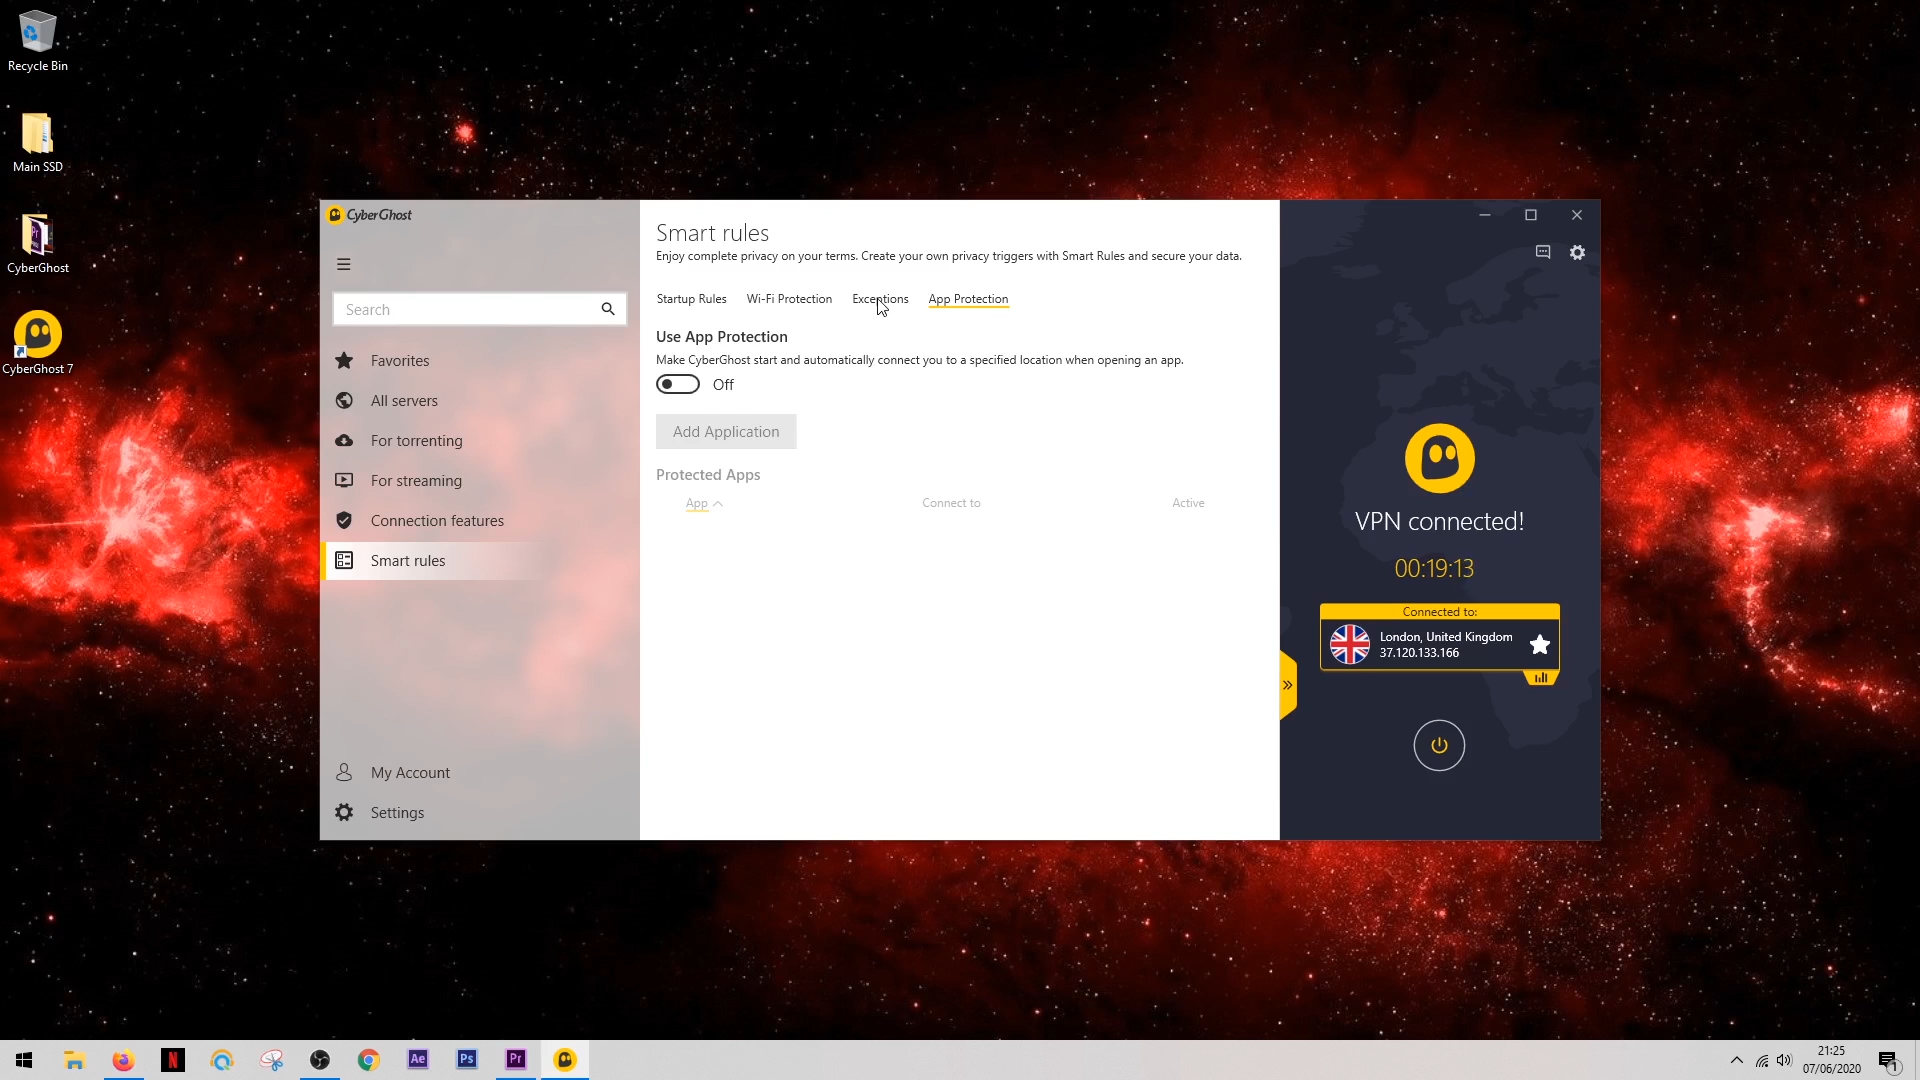 Recycle Bin
Main SSD
CyberGhost
CyberGhost 7
CyberGhost
Search
Favorites
All servers
For torrenting
For streaming
Connection features
Smart rules
My Account
Settings
Smart rules
Enjoy complete privacy on your terms. Create your own privacy triggers with Smart Rules and secure your data.
Startup Rules Wi-Fi Protection Exceptions App Protection
Use App Protection
Make CyberGhost start and automatically connect you to a specified location when opening an app.
Off
Add Application
Protected Apps
App Connect to Active
VPN connected!
00:19:13
Connected to:
London, United Kingdom
37.120.133.166
N Ae Ps Pr
21:25
07/06/2020
1